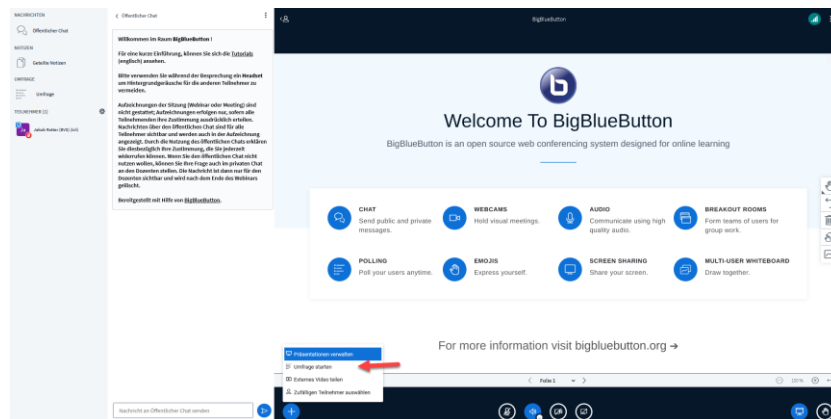 NACHRICHTEN
Öffentlicher Chat
NOTIZEN
Geteilte Notizen
UMFRAGE
Umfrage
TEILNEHMER (1)
Öffentlicher Chat
Willkommen im Raum BigBlueButton !
Für eine kurze Einführung, können Sie sich die Tutorials
(englisch) ansehen.
Bitte verwenden Sie während der Besprechung ein Headset
um Hintergrundgeräusche für die anderen Teilnehmer zu
vermeiden.
Aufzeichnungen der Sitzung (Webinar oder Meeting) sind
nicht gestattet; Aufzeichnungen erfolgen nur, sofern alle
Teilnehmenden ihre Zustimmung ausdrücklich erteilen.
Nachrichten über den öffentlichen Chat sind für alle
Teilnehmer sichtbar und werden auch in der Aufzeichnung
angezeigt. Durch die Nutzung des öffentlichen Chats erklären
Sie diesbezüglich Ihre Zustimmung, die Sie jederzeit
widerrufen können. Wenn Sie den öffentlichen Chat nicht
nutzen wollen, können Sie Ihre Frage auch im privaten Chat
an den Dozenten stellen. Die Nachricht ist dann nur für den
Dozenten sichtbar und wird nach dem Ende des Webinars
gelöscht.
Bereitgestellt mit Hilfe von BigBlueButton.
Nachricht an Öffentlicher Chat senden
BigBlueButton
Welcome To BigBlueButton
BigBlueButton is an open source web conferencing system designed for online learning
CHAT
Send public and private
messages.
WEBCAMS
Hold visual meetings.
AUDIO
Communicate using high
quality audio.
BREAKOUT ROOMS
Form teams of users for
group work.
POLLING
Poll your users anytime.
EMOJIS
Express yourself.
SCREEN SHARING
Share your screen.
MULTI-USER WHITEBOARD
Draw together.
For more information visit bigbluebutton.org →
Präsentationen verwalten
Umfrage starten
Externes Video teilen
Zufälligen Teilnehmer auswählen
Folie 1
100%